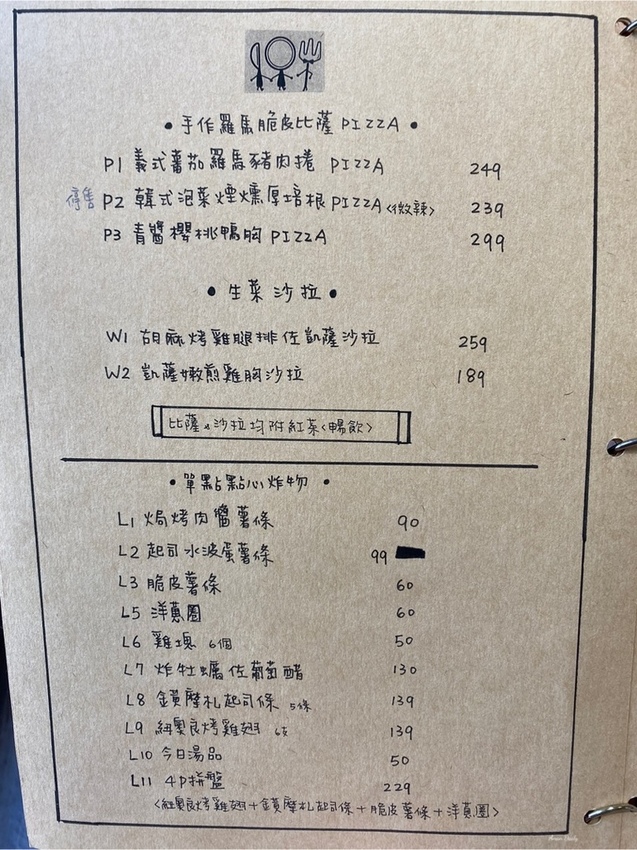 •手作羅馬脆皮比薩 PIZZA•
P1 義式蕃茄羅馬豬肉捲 PIZZA 249
停售 P2 韓式泡菜煙燻厚培根 PIZZA <微辣> 239
P3 青醬櫻桃鴨胸 PIZZA 299
•生菜沙拉•
W1 胡麻烤雞腿排佐凱薩沙拉 259
W2 凱薩嫩煎雞胸沙拉 189
比薩&沙拉均附紅茶<暢飲>
•單點點心炸物•
L1 焗烤肉醬薯條 90
L2 起司水波蛋薯條 99
L3 脆皮薯條 60
L5 洋蔥圈 60
L6 雞塊 6個 50
L7 炸牡蠣佐葡萄醋 130
L8 金黃摩札起司條 5條 139
L9 紐奧良烤雞翅 6支 139
L10 今日湯品 50
L11 4P拼盤 229
<紐奧良烤雞翅+金黃摩札起司條+脆皮薯條+洋蔥圈>